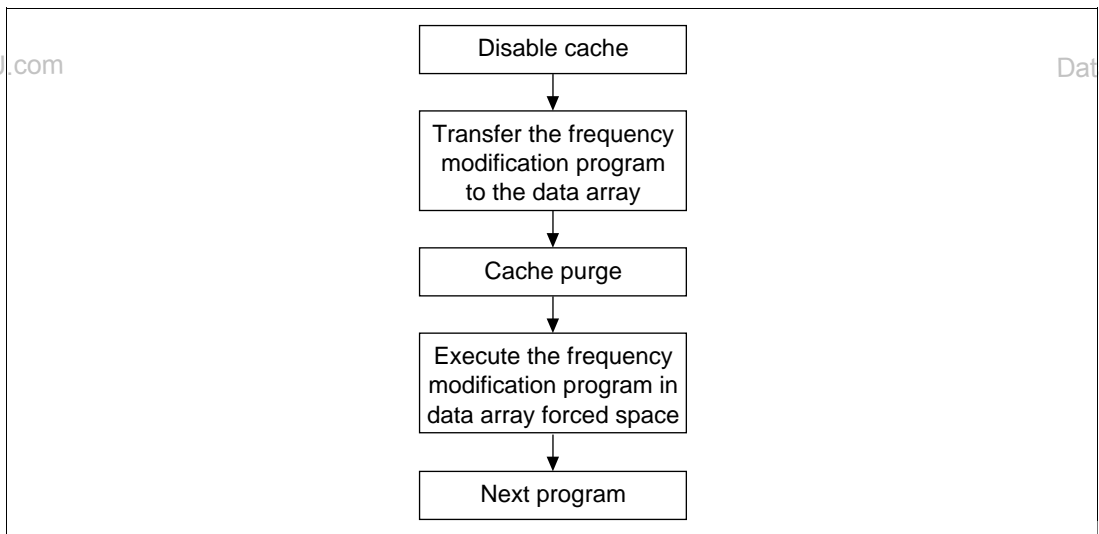 Disable cache
.com
Dat
Transfer the frequency
modification program
to the data array
Cache purge
Execute the frequency
modification program in
data array forced space
Next program